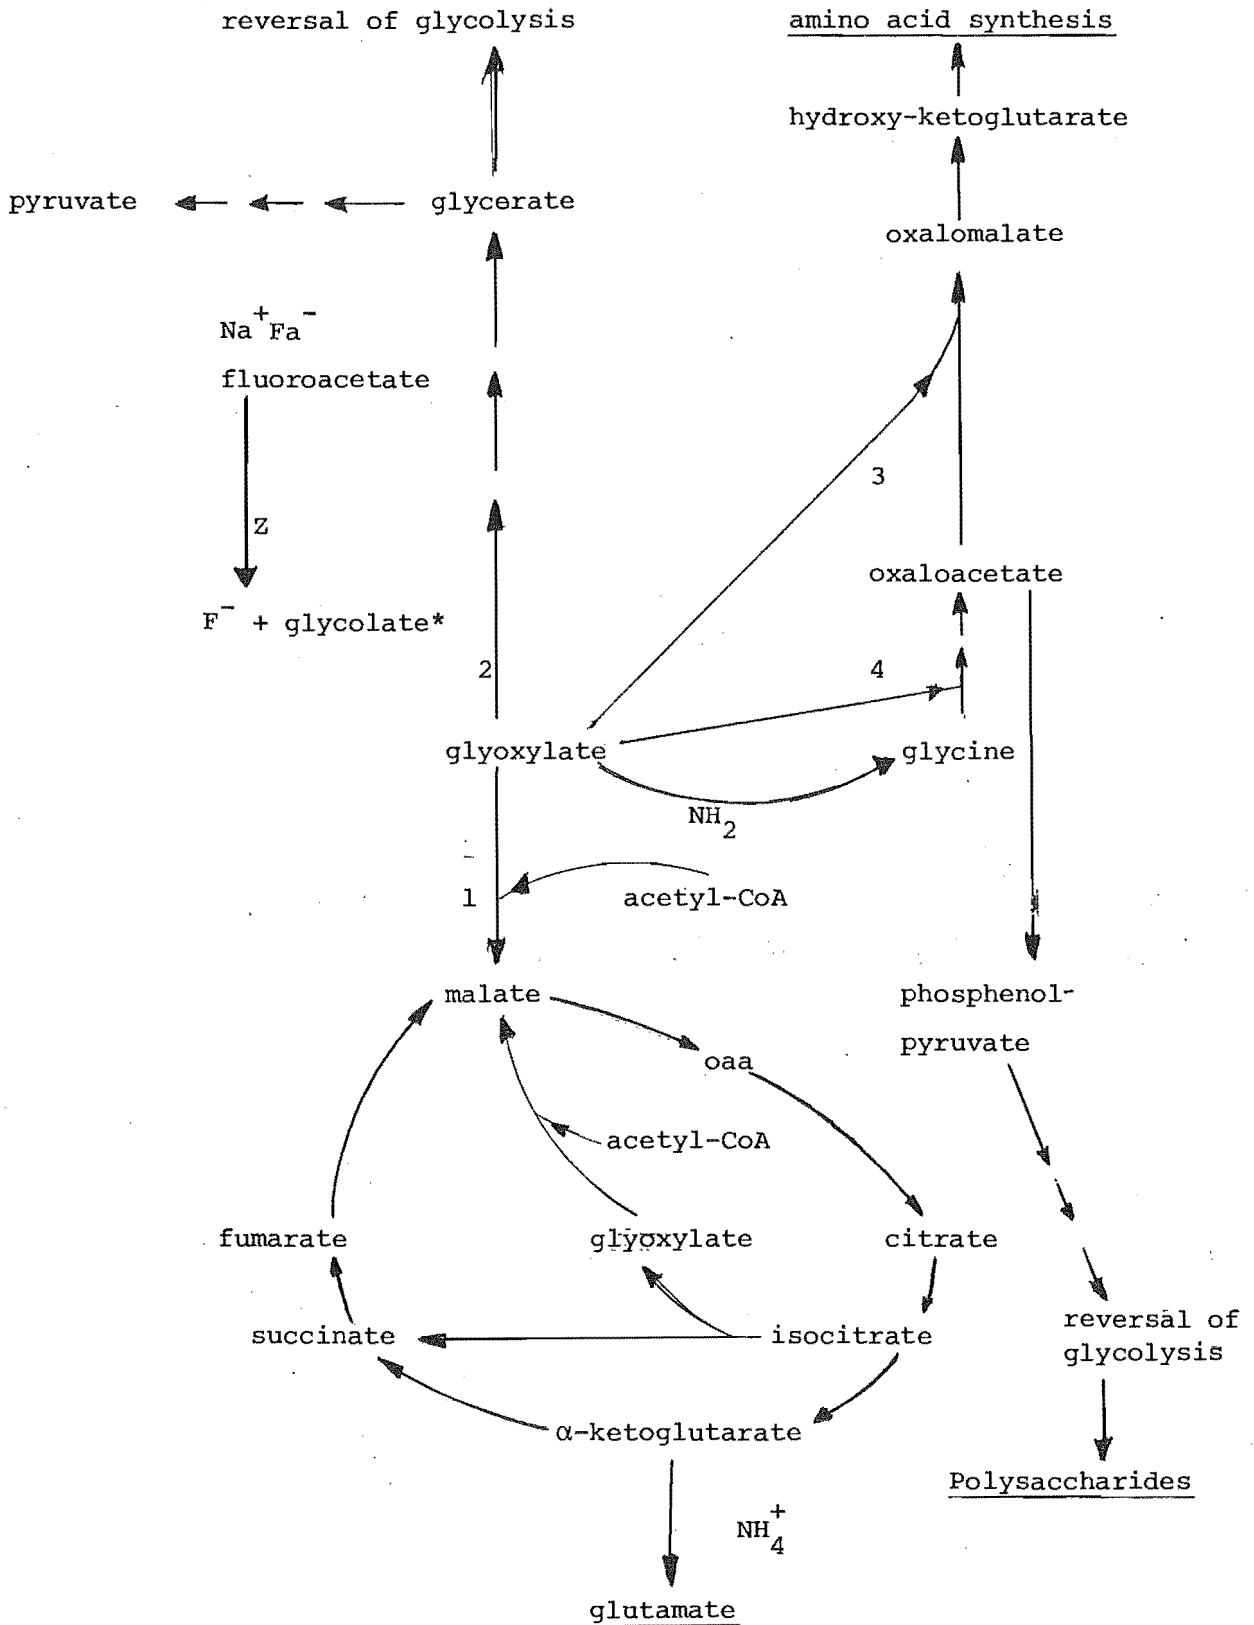 reversal of glycolysis
amino acid synthesis
hydroxy-ketoglutarate
pyruvate
glycerate
oxalomalate
Na+Fa-
fluoroacetate
3
Z
oxaloacetate
F- + glycolate*
2
4
glyoxylate
glycine
NH2
1
acetyl-CoA
malate
phosphenol-
pyruvate
oaa
acetyl-CoA
fumarate
glyoxylate
citrate
succinate
isocitrate
reversal of
glycolysis
α-ketoglutarate
Polysaccharides
NH4+
glutamate